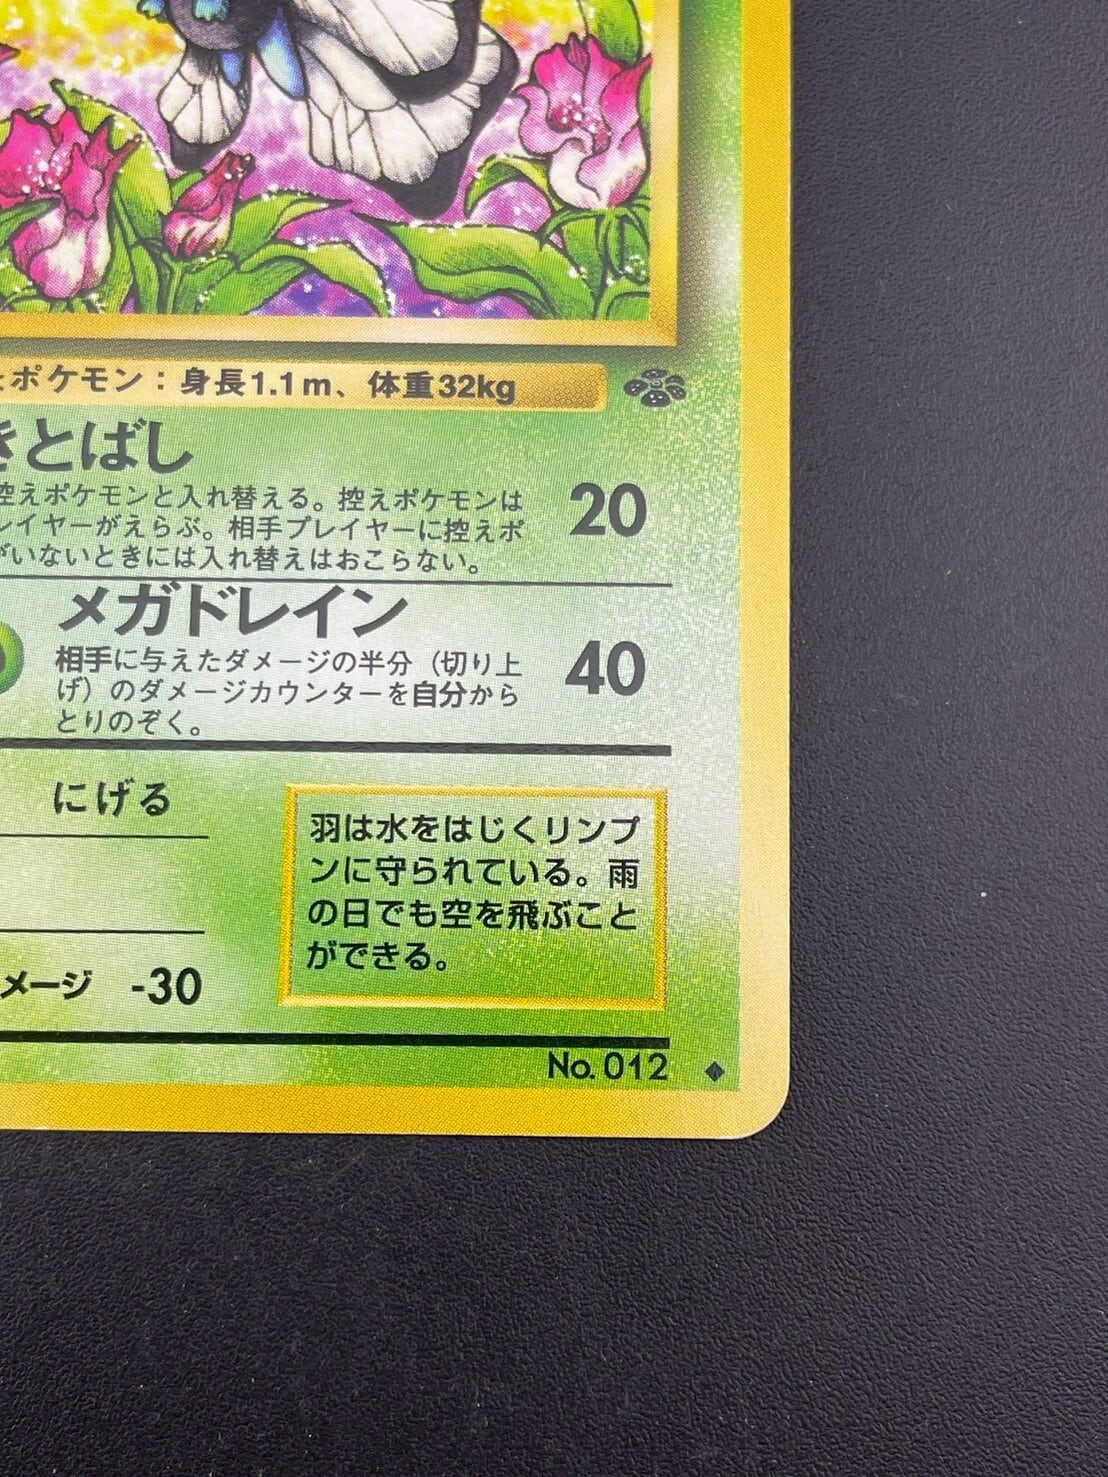 ポケモン：身長1.1m、体重32kg
きとばし
控えポケモンと入れ替える。控えポケモンは
レイヤーがえらぶ。相手プレイヤーに控えポ
がいないときには入れ替えはおこらない。
20
メガドレイン
相手に与えたダメージの半分（切り上
げ）のダメージカウンターを自分から
とりのぞく。
40
にげる
羽は水をはじくリンプ
ンに守られている。雨
の日でも空を飛ぶこと
ができる。
メージ -30
No. 012